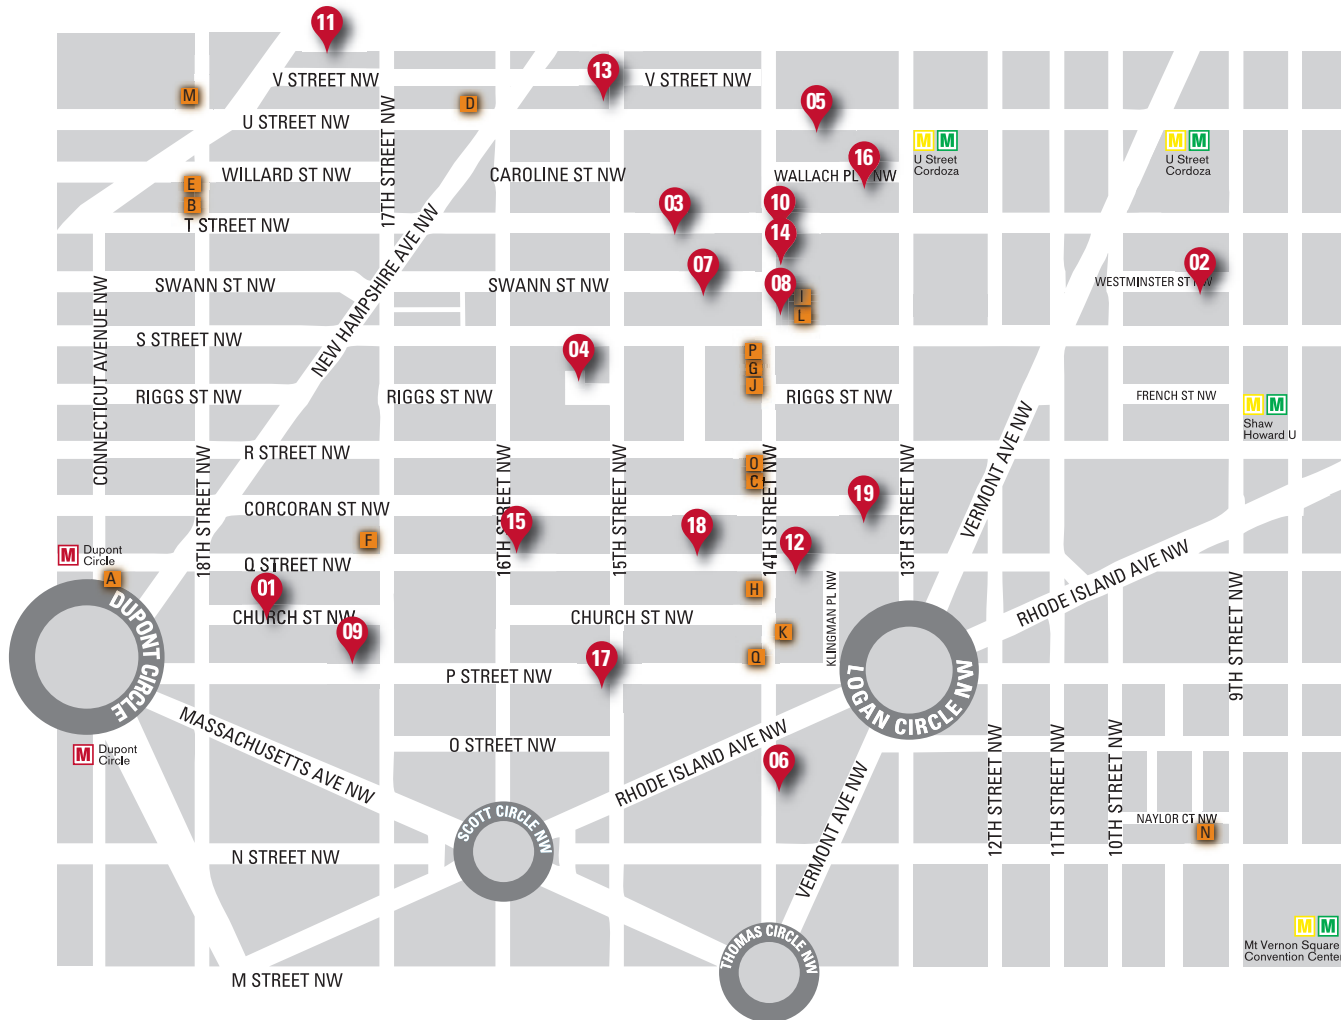 11
V STREET NW
13
V STREET NW
M
D
05
U STREET NW
17TH STREET NW
M M
U Street
Cordoza
M M
U Street
Cordoza
16
WILLARD ST NW
CAROLINE ST NW
WALLACH PL NW
E
B
03
10
T STREET NW
14
NEW HAMPSHIRE AVE NW
07
02
SWANN ST NW
SWANN ST NW
08
I
L
WESTMINSTER ST NW
CONNECTICUT AVENUE NW
S STREET NW
04
P
G
J
RIGGS ST NW
RIGGS ST NW
RIGGS ST NW
FRENCH ST NW
M M
Shaw
Howard U
R STREET NW
O
C
18TH STREET NW
16TH STREET NW
15TH STREET NW
14TH STREET NW
13TH STREET NW
VERMONT AVE NW
19
CORCORAN ST NW
15
18
12
F
M Dupont
Circle
Q STREET NW
A
01
H
KLINGMAN PL NW
RHODE ISLAND AVE NW
CHURCH ST NW
CHURCH ST NW
09
K
DUPONT CIRCLE
17
Q
LOGAN CIRCLE NW
9TH STREET NW
P STREET NW
MASSACHUSETTS AVE NW
O STREET NW
RHODE ISLAND AVE NW
06
M Dupont
Circle
VERMONT AVE NW
12TH STREET NW
11TH STREET NW
10TH STREET NW
SCOTT CIRCLE NW
NAYLOR CT NW
N
N STREET NW
THOMAS CIRCLE NW
M M
Mt Vernon Square
Convention Center
M STREET NW